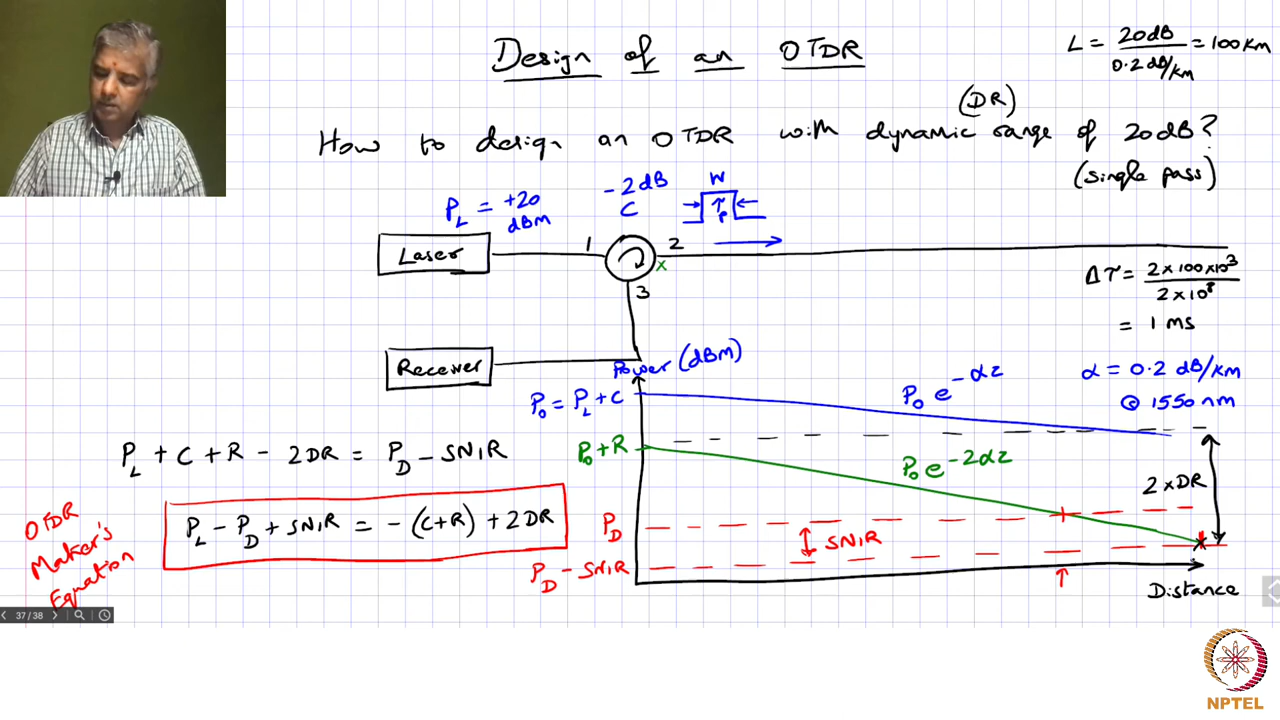 Design of an OTDR
L = 20dB / 0.2 dB/km = 100 km
(DR)
How to design an OTDR with dynamic range of 20dB?
(single pass)
P_L = +20 dBm
-2dB
C
W
τ_p
Laser
1
2
x
3
Δτ = 2 x 100 x 10^3 / 2 x 10^8
= 1 ms
Receiver
Power (dBm)
α = 0.2 dB/km
@ 1550 nm
P_0 = P_L + C
P_0 e^{-αz}
P_L + C + R - 2DR = P_D - SNIR
P_0 + R
P_0 e^{-2αz}
2 x DR
OTDR Maker's Equation
P_L - P_D + SNIR = -(C+R) + 2DR
P_D
SNIR
P_D - SNIR
Distance
37 / 38
NPTEL